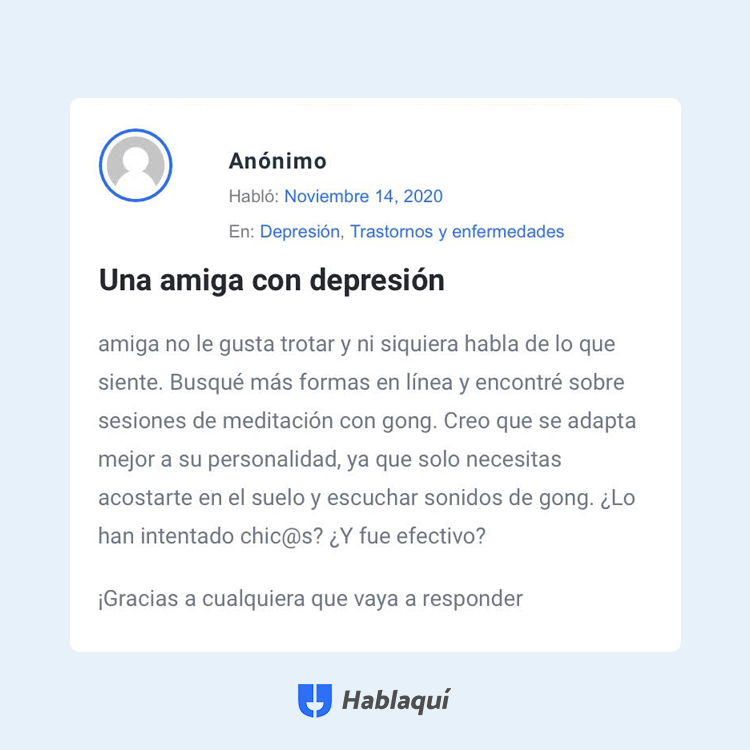 Anónimo
Habló: Noviembre 14, 2020
En: Depresión, Trastornos y enfermedades
Una amiga con depresión
amiga no le gusta trotar y ni siquiera habla de lo que
siente. Busqué más formas en línea y encontré sobre
sesiones de meditación con gong. Creo que se adapta
mejor a su personalidad, ya que solo necesitas
acostarte en el suelo y escuchar sonidos de gong. ¿Lo
han intentado chic@s? ¿Y fue efectivo?
¡Gracias a cualquiera que vaya a responder
Hablaquí